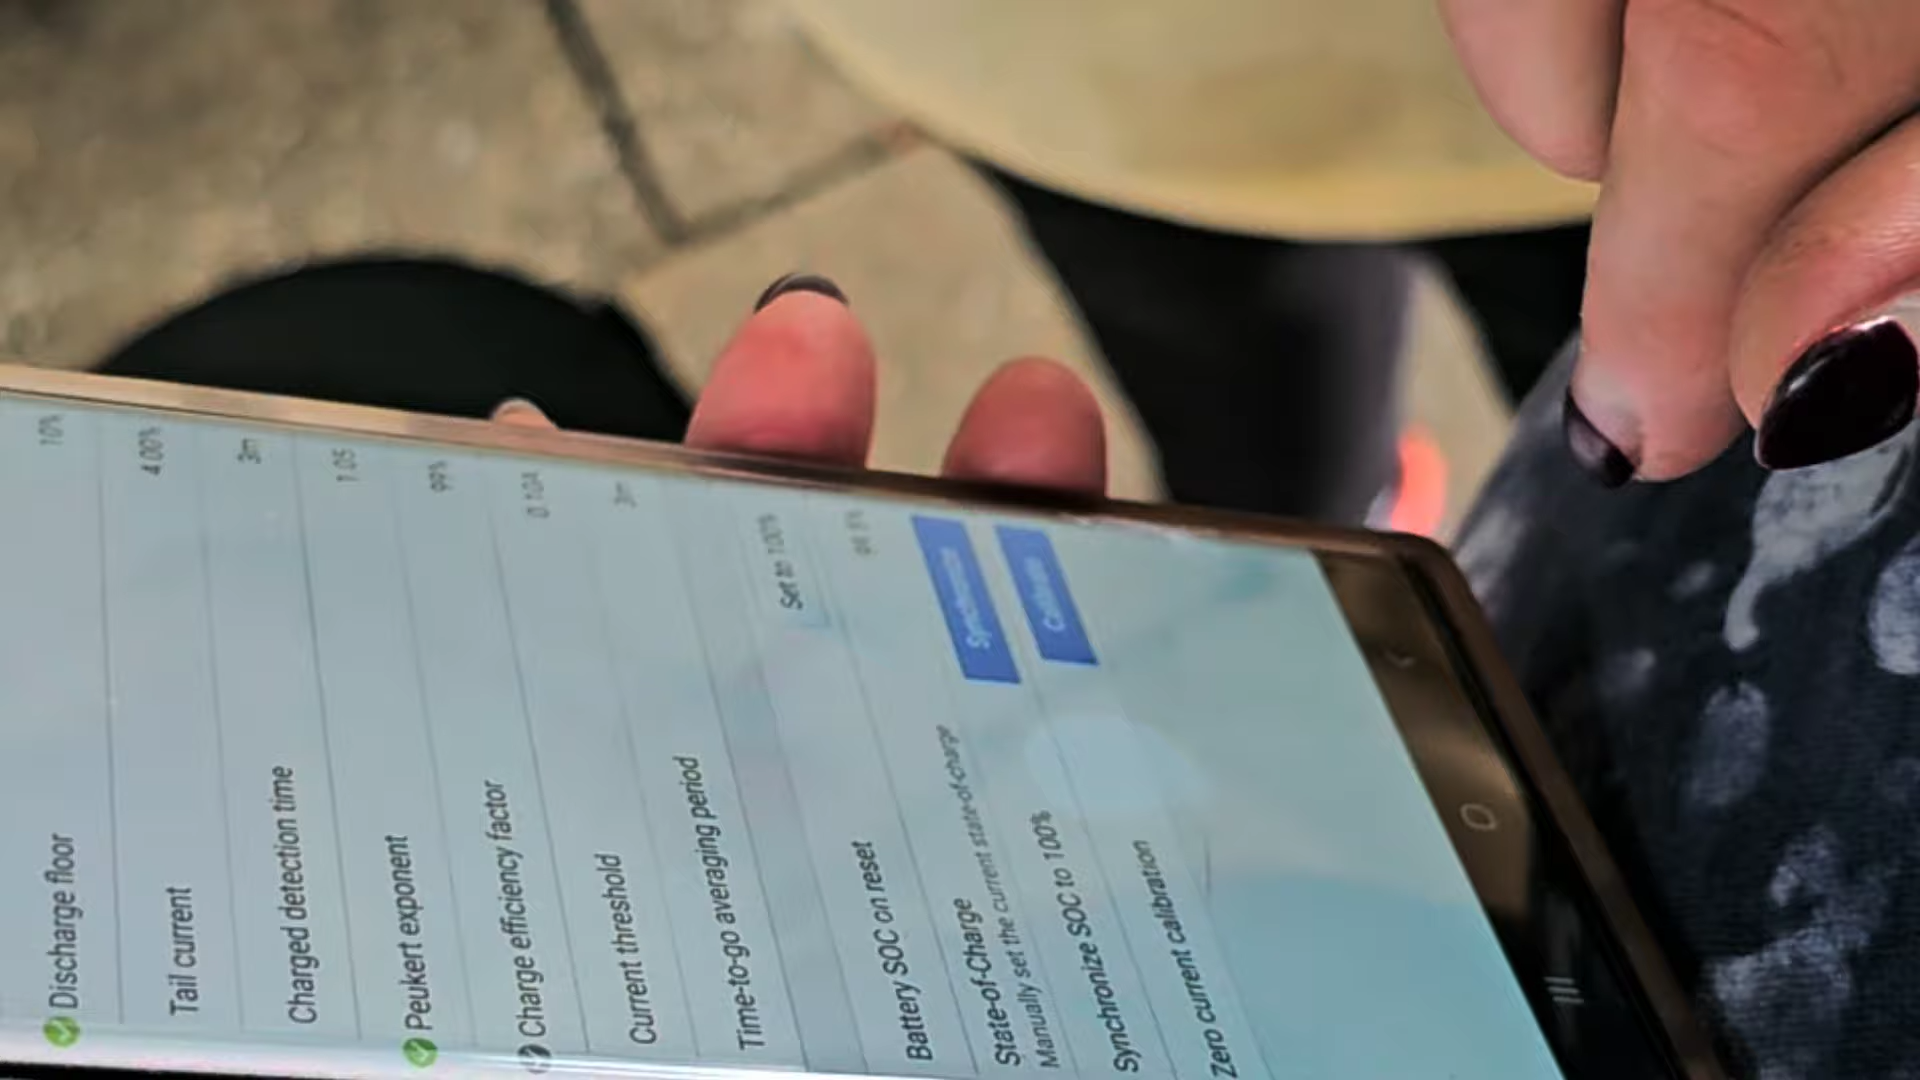 Discharge floor 10%
Tail current 4.00%
Charged detection time 3m
Peukert exponent 1.05
Charge efficiency factor 99%
Current threshold 0.10A
Time-to-go averaging period 3m
Battery SOC on reset Set to 100%
State-of-Charge
Manually set the current state-of-charge
Synchronize SOC to 100% Synchronize
Zero current calibration Calibrate